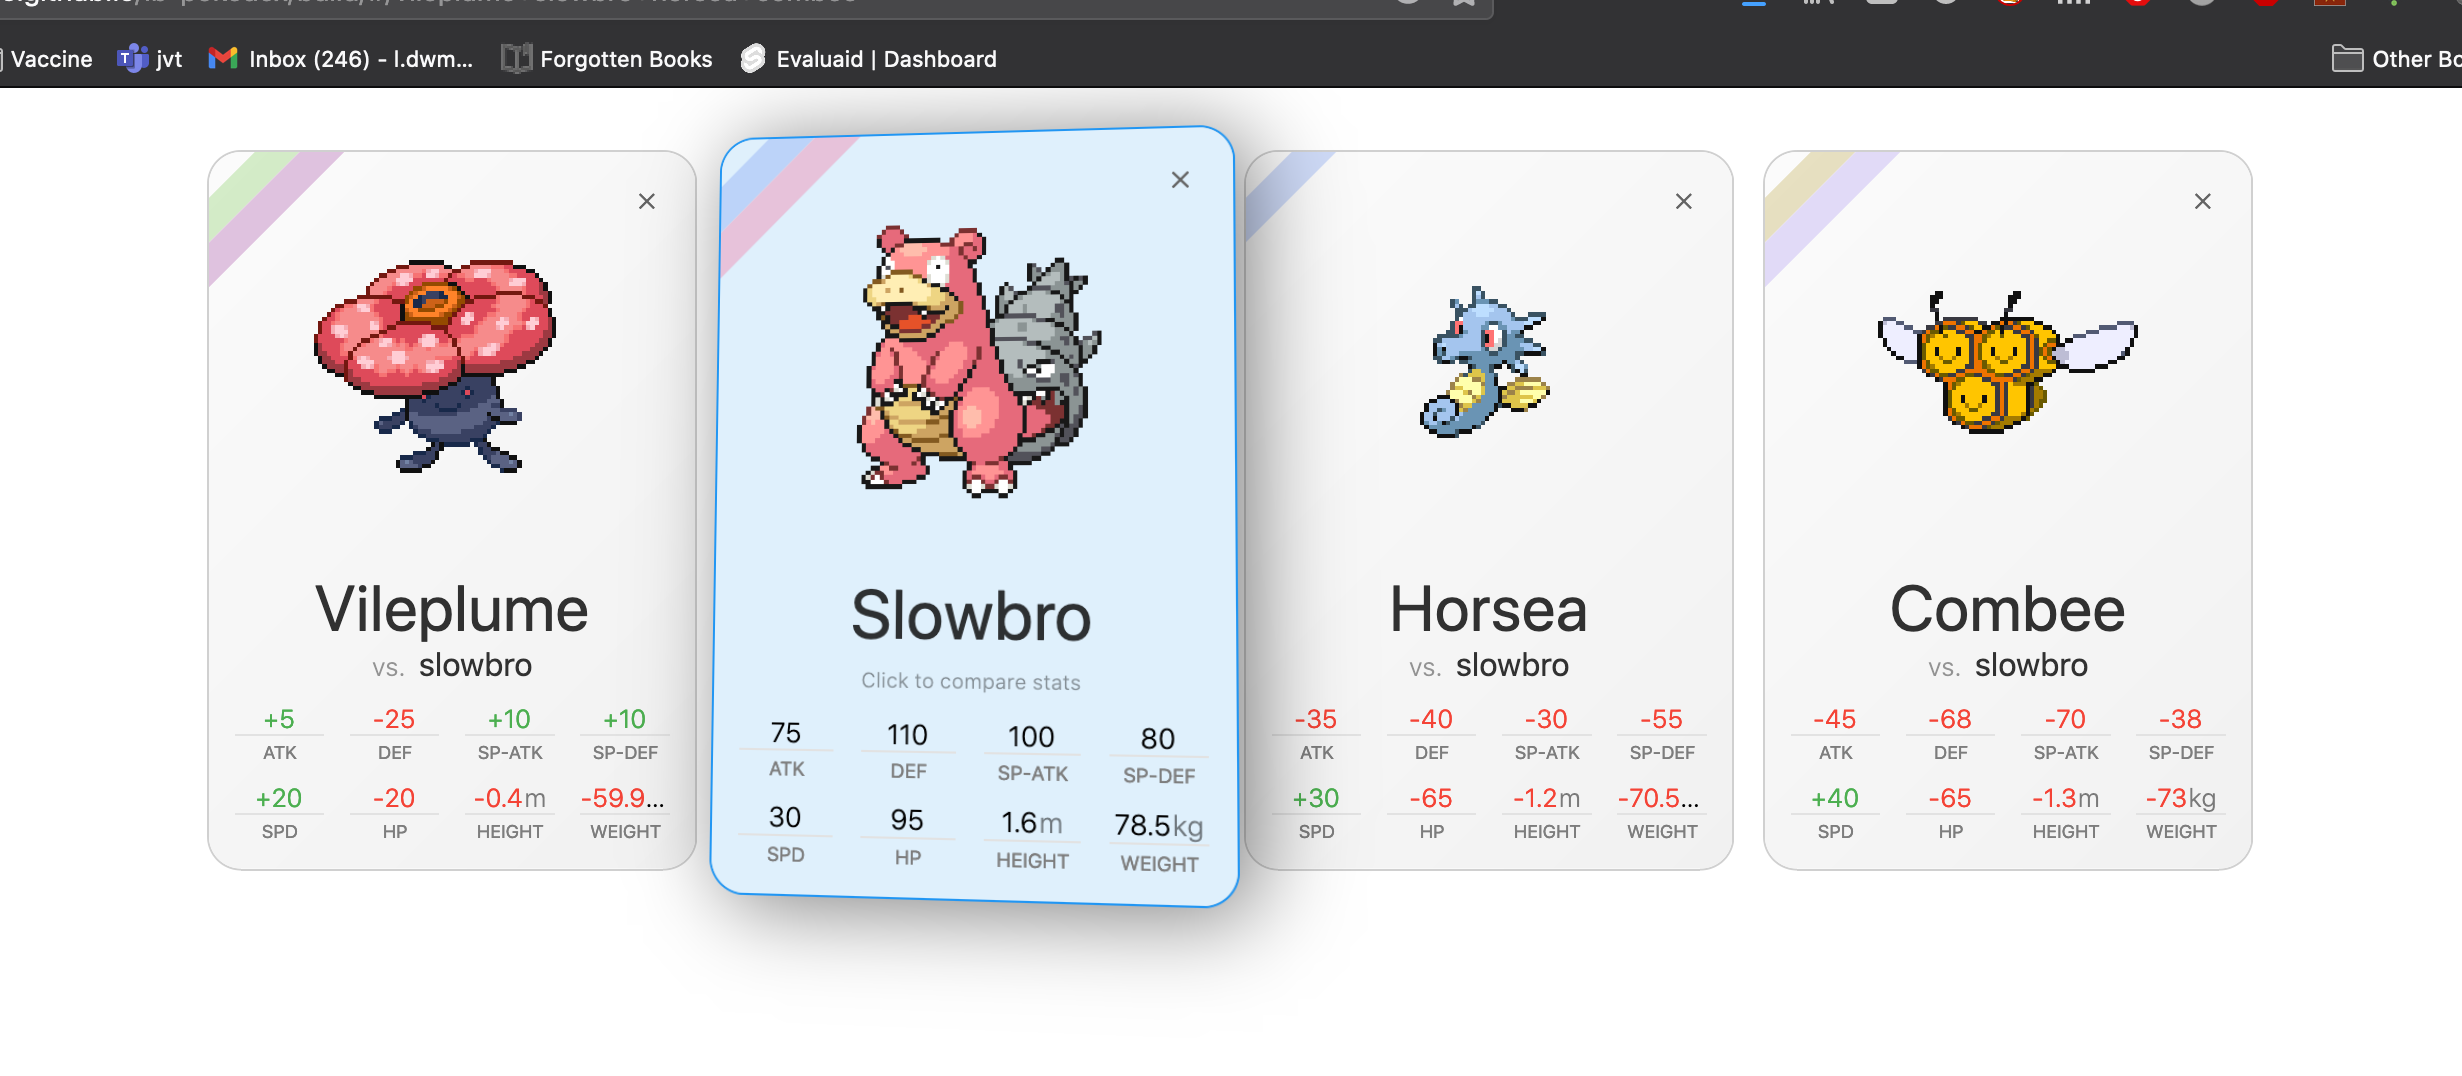 Vaccine jvt Inbox (246) - l.dwm... Forgotten Books Evaluaid | Dashboard Other Bo
Vileplume
vs. slowbro
+5 -25 +10 +10
ATK DEF SP-ATK SP-DEF
+20 -20 -0.4m -59.9...
SPD HP HEIGHT WEIGHT
Slowbro
Click to compare stats
75 110 100 80
ATK DEF SP-ATK SP-DEF
30 95 1.6m 78.5kg
SPD HP HEIGHT WEIGHT
Horsea
vs. slowbro
-35 -40 -30 -55
ATK DEF SP-ATK SP-DEF
+30 -65 -1.2m -70.5...
SPD HP HEIGHT WEIGHT
Combee
vs. slowbro
-45 -68 -70 -38
ATK DEF SP-ATK SP-DEF
+40 -65 -1.3m -73kg
SPD HP HEIGHT WEIGHT